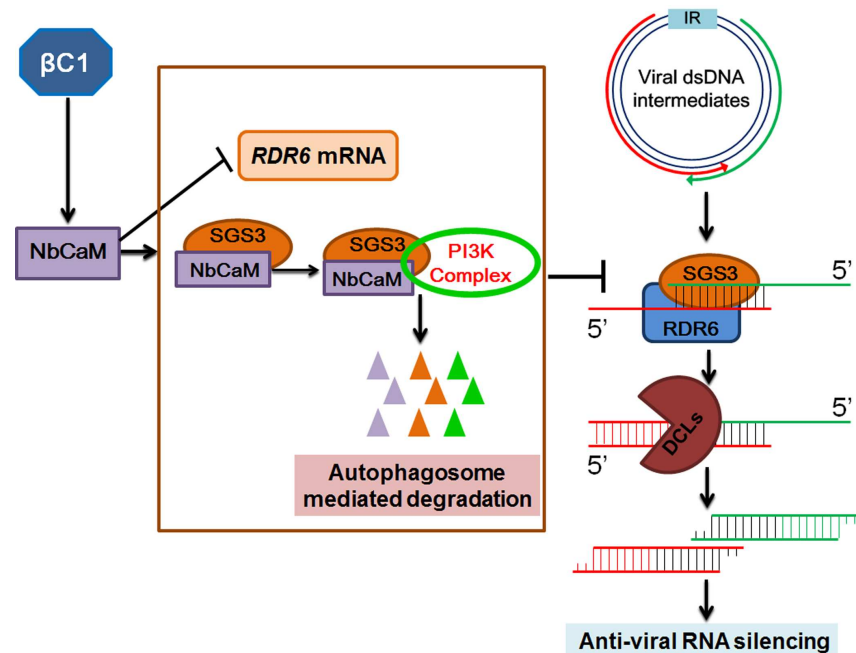 βC1
NbCaM
RDR6 mRNA
SGS3
NbCaM
SGS3
NbCaM
PI3K
Complex
Autophagosome
mediated degradation
IR
Viral dsDNA
intermediates
SGS3
5’
5’
RDR6
DCLs
5’
5’
Anti-viral RNA silencing